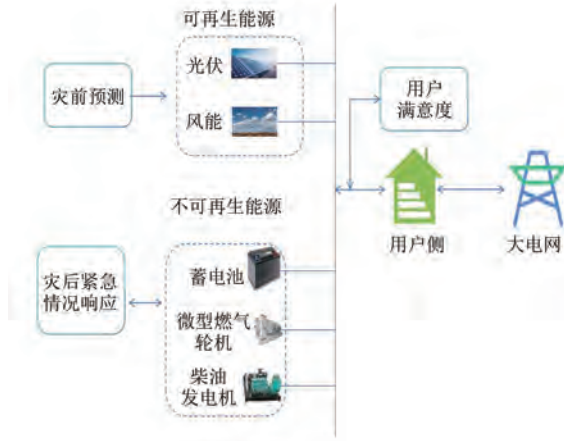 可再生能源
光伏
风能
灾前预测
用户
满意度
用户侧
大电网
不可再生能源
灾后紧急
情况响应
蓄电池
微型燃气
轮机
柴油
发电机